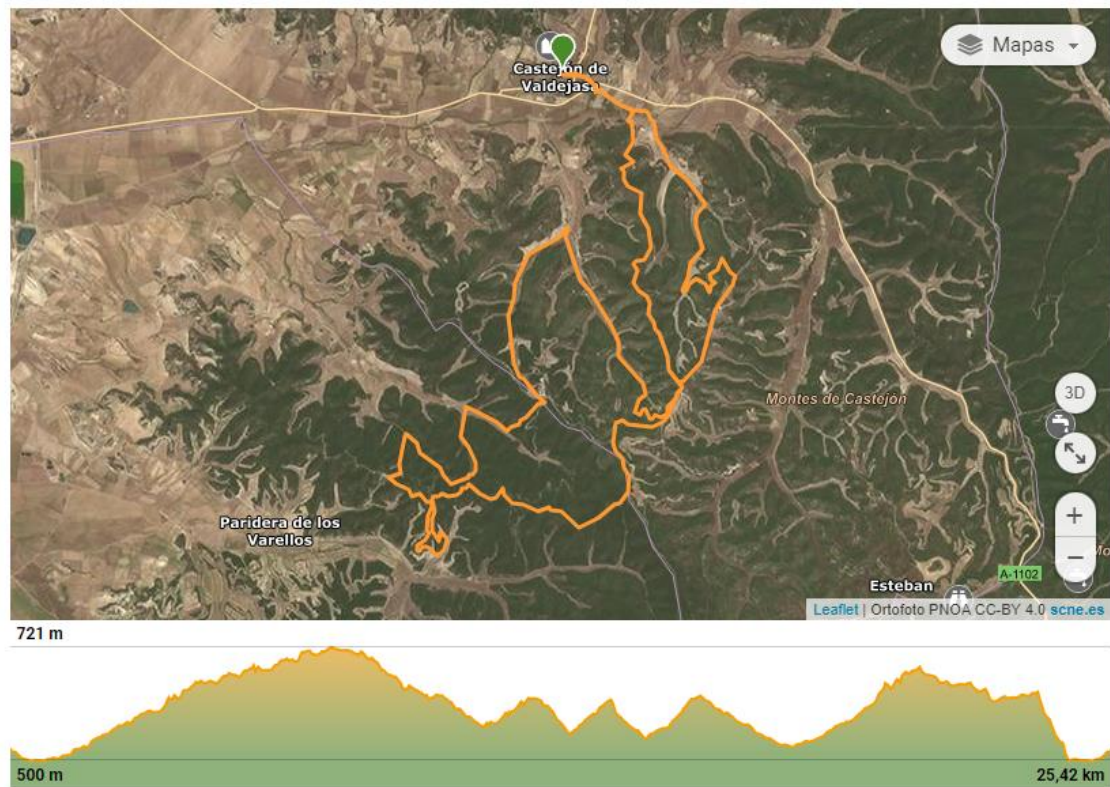 Mapas
Castejón de
Valdejasa
Montes de Castejón
3D
Paridera de los
Varellos
+
−
A-1102
Esteban
Leaflet | Ortofoto PNOA CC-BY 4.0 scne.es
721 m
500 m
25,42 km